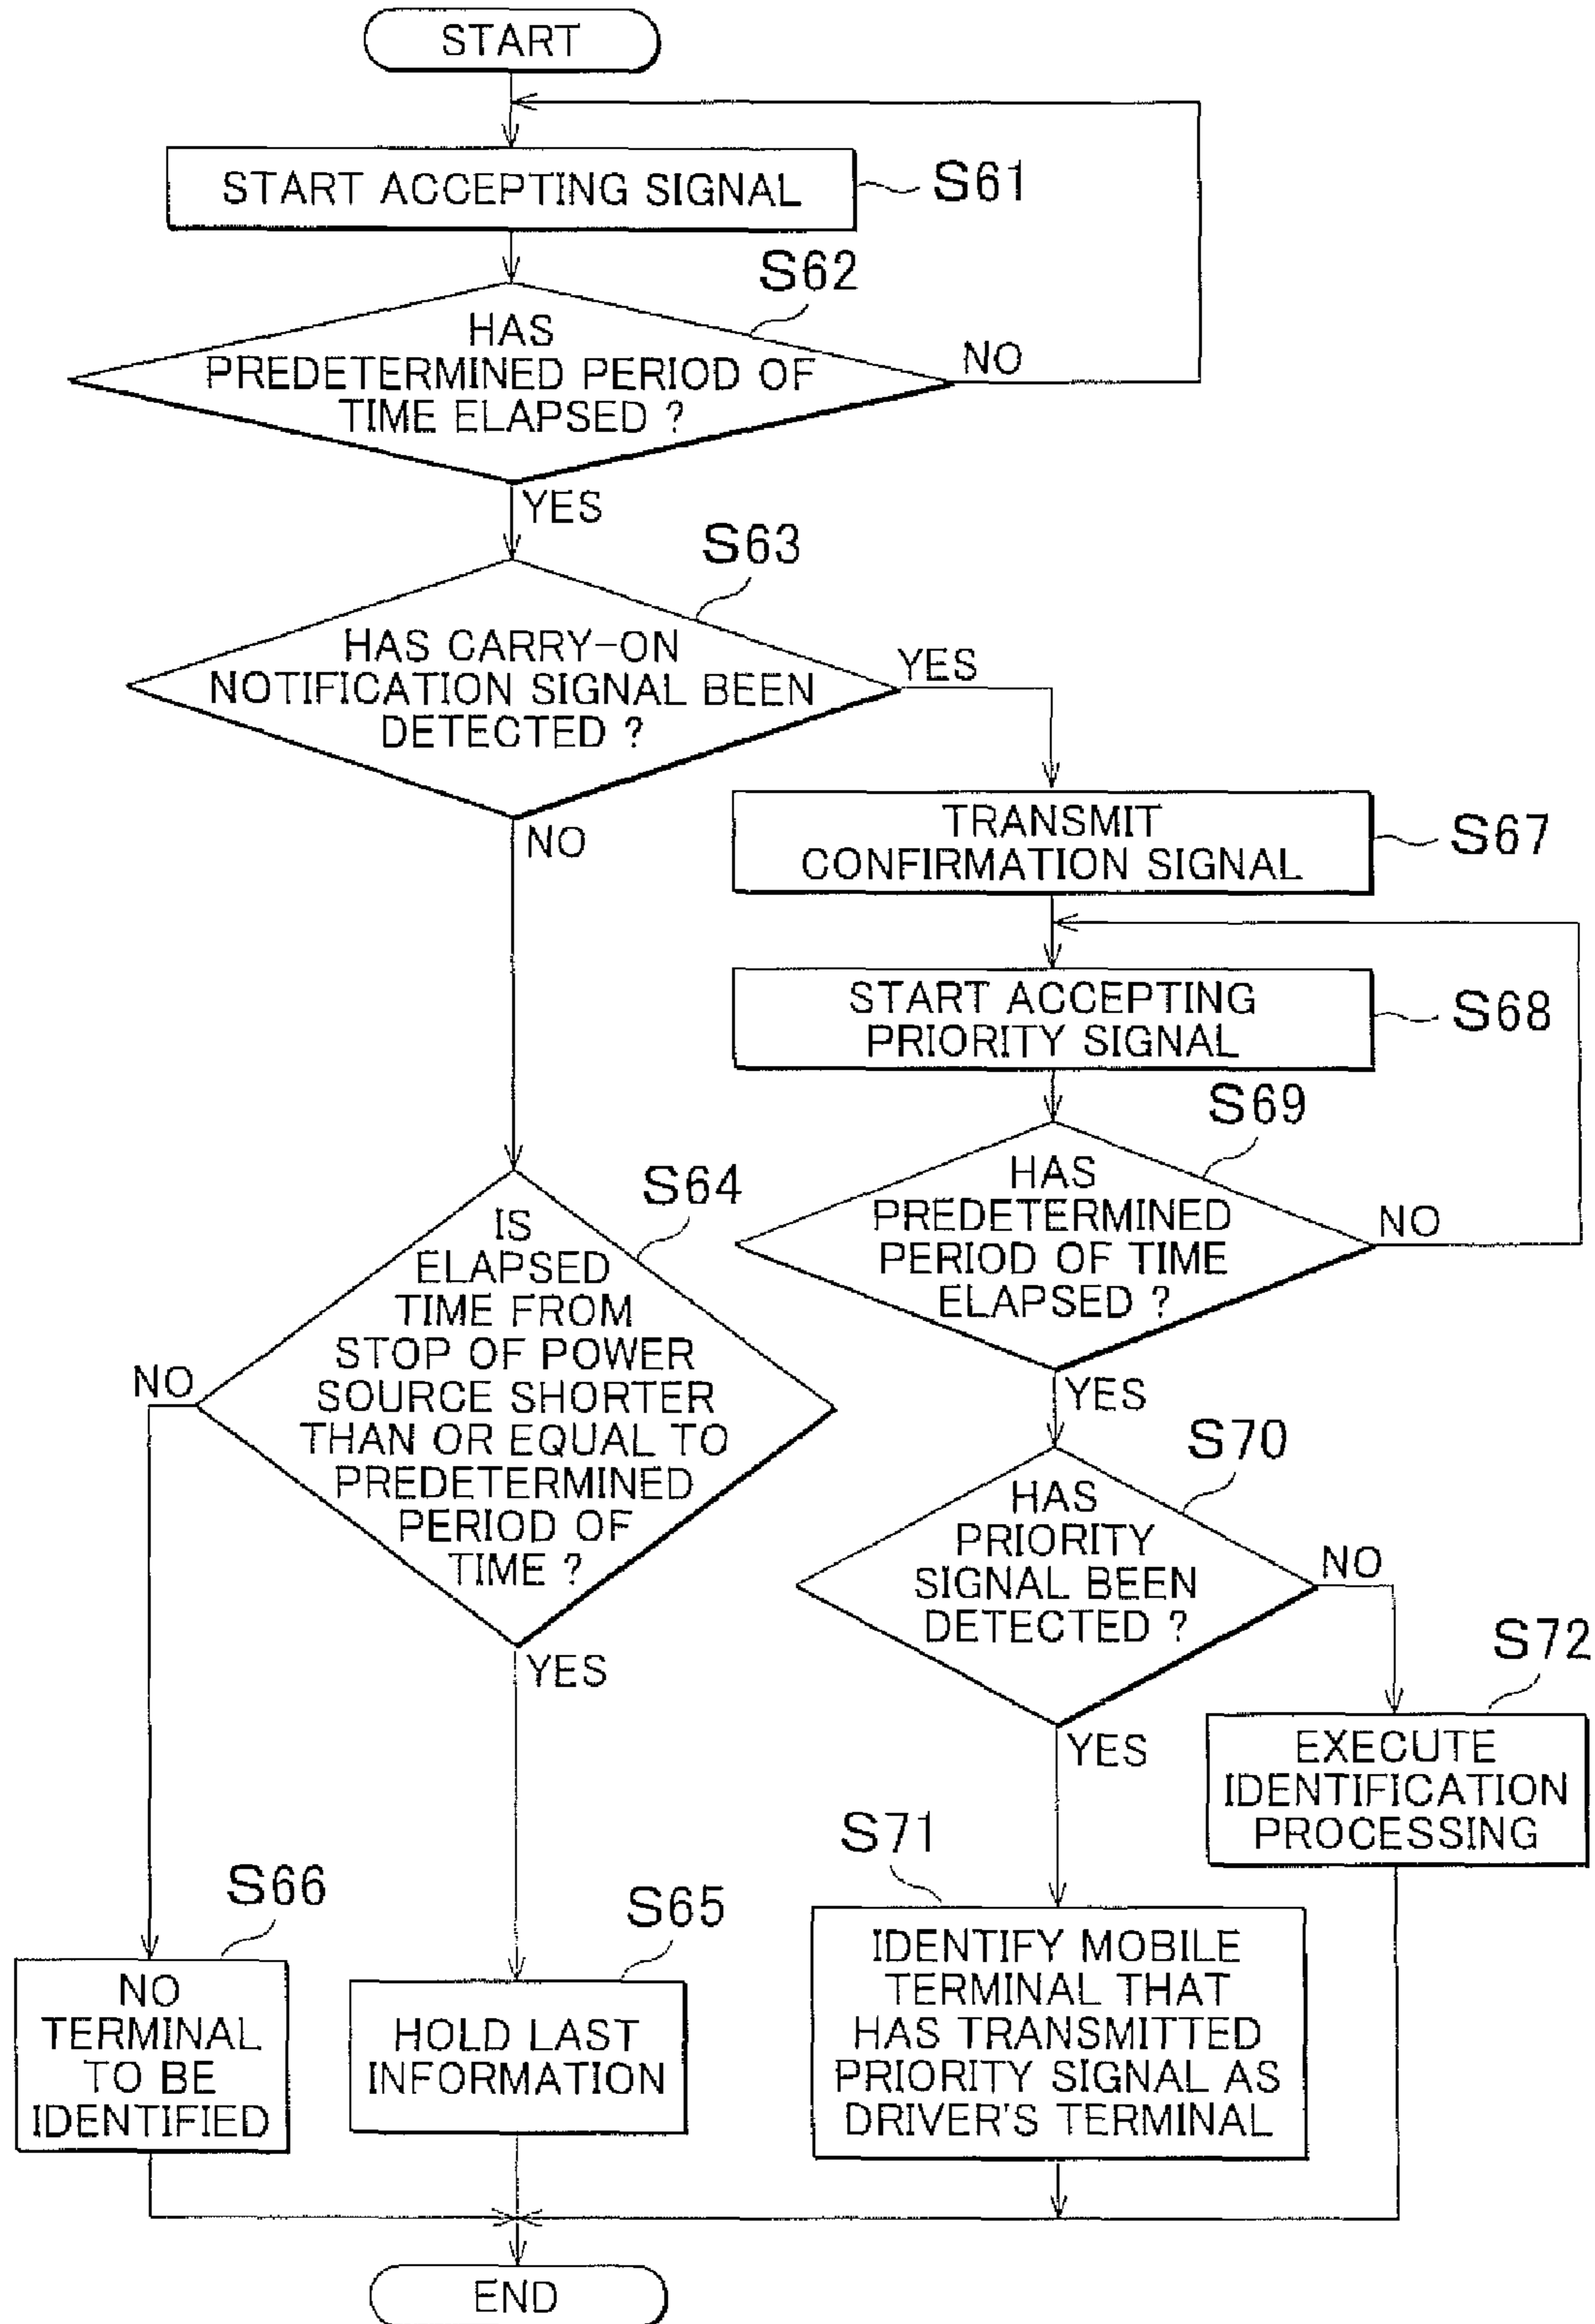 START
START ACCEPTING SIGNAL
S61
S62
HAS
PREDETERMINED PERIOD OF
TIME ELAPSED ?
NO
YES
S63
HAS CARRY-ON
NOTIFICATION SIGNAL BEEN
DETECTED ?
YES
NO
TRANSMIT
CONFIRMATION SIGNAL
S67
START ACCEPTING
PRIORITY SIGNAL
S68
S69
HAS
PREDETERMINED
PERIOD OF TIME
ELAPSED ?
NO
YES
S64
IS
ELAPSED
TIME FROM
STOP OF POWER
SOURCE SHORTER
THAN OR EQUAL TO
PREDETERMINED
PERIOD OF
TIME ?
NO
YES
S70
HAS
PRIORITY
SIGNAL BEEN
DETECTED ?
NO
YES
S72
EXECUTE
IDENTIFICATION
PROCESSING
S71
IDENTIFY MOBILE
TERMINAL THAT
HAS TRANSMITTED
PRIORITY SIGNAL AS
DRIVER'S TERMINAL
S66
NO
TERMINAL
TO BE
IDENTIFIED
S65
HOLD LAST
INFORMATION
END